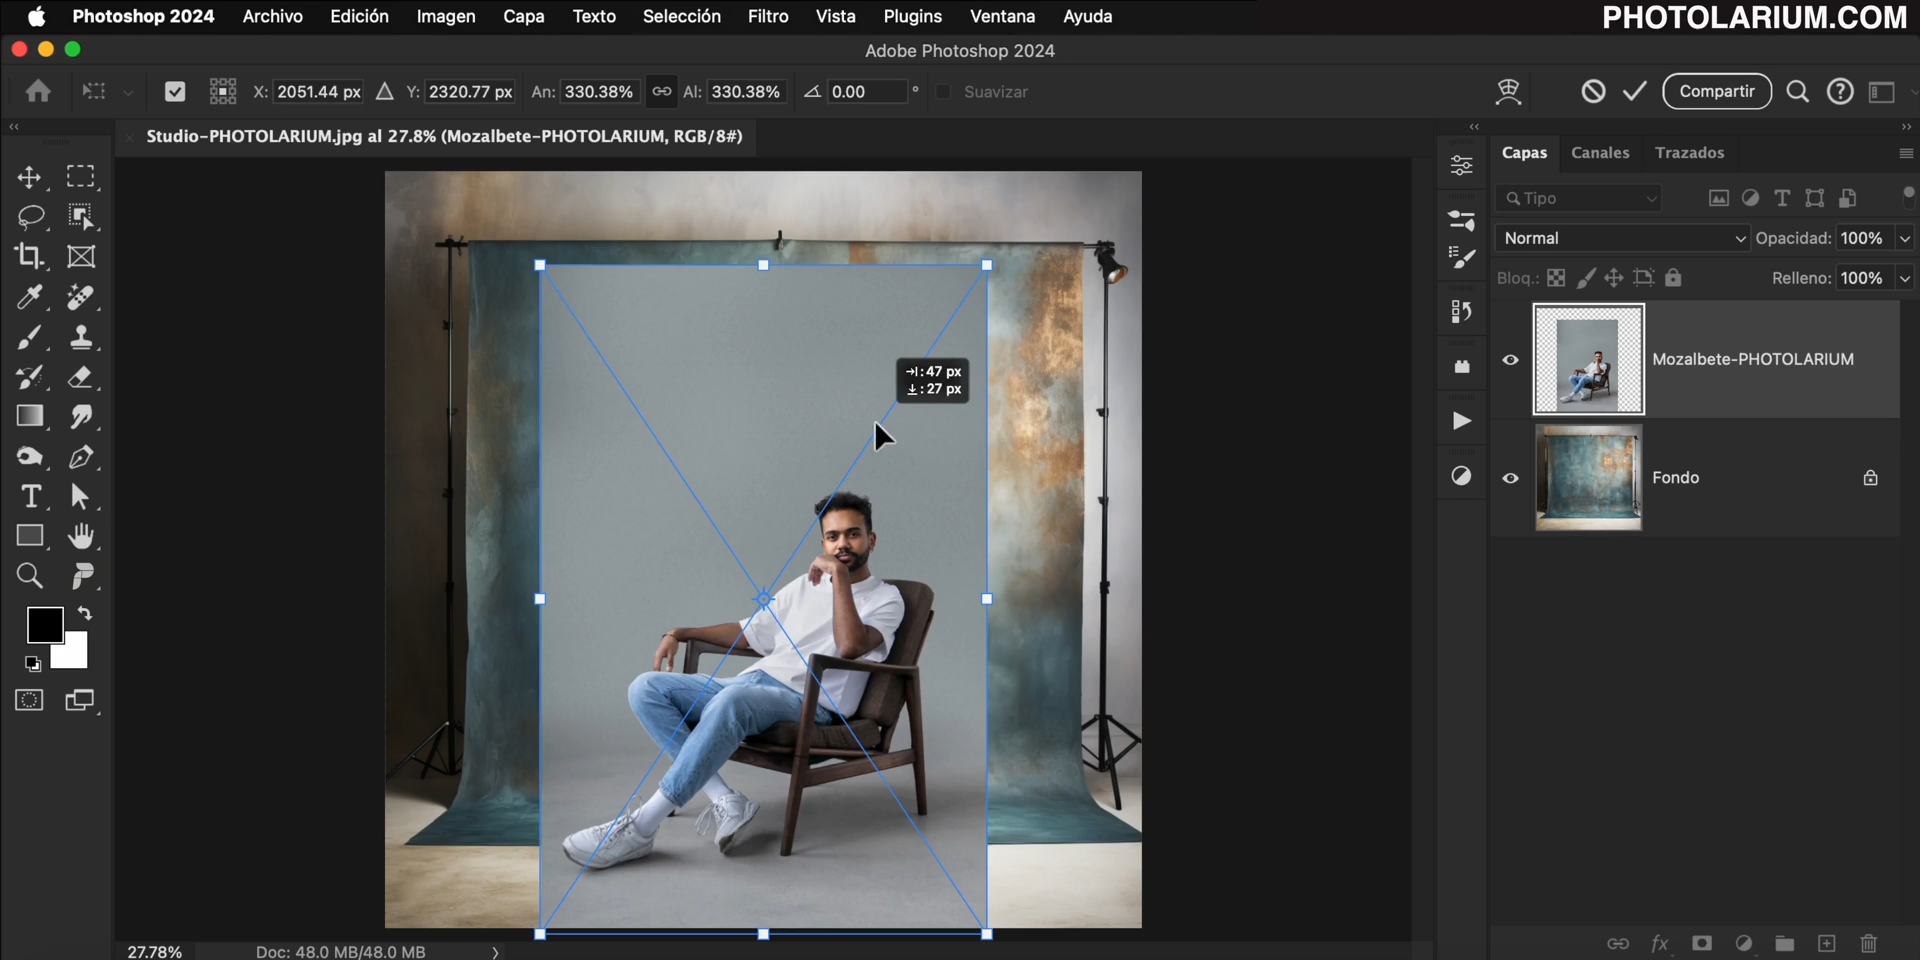 Photoshop 2024 Archivo Edición Imagen Capa Texto Selección Filtro Vista Plugins Ventana Ayuda
PHOTOLARIUM.COM
Adobe Photoshop 2024
X: 2051.44 px Y: 2320.77 px An: 330.38% Al: 330.38% 0.00 ° Suavizar Compartir
Studio-PHOTOLARIUM.jpg al 27.8% (Mozalbete-PHOTOLARIUM, RGB/8#)
Capas Canales Trazados
Tipo
Normal Opacidad: 100%
Bloq.: Relleno: 100%
Mozalbete-PHOTOLARIUM
:47 px
:27 px
Fondo
27.78% Doc: 48.0 MB/48.0 MB